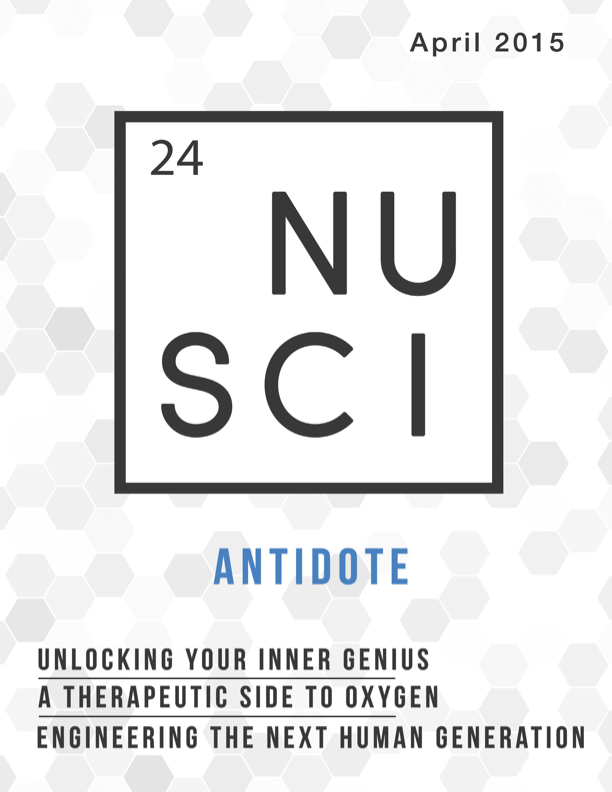 April 2015
24
NU
SCI
ANTIDOTE
UNLOCKING YOUR INNER GENIUS
A THERAPEUTIC SIDE TO OXYGEN
ENGINEERING THE NEXT HUMAN GENERATION